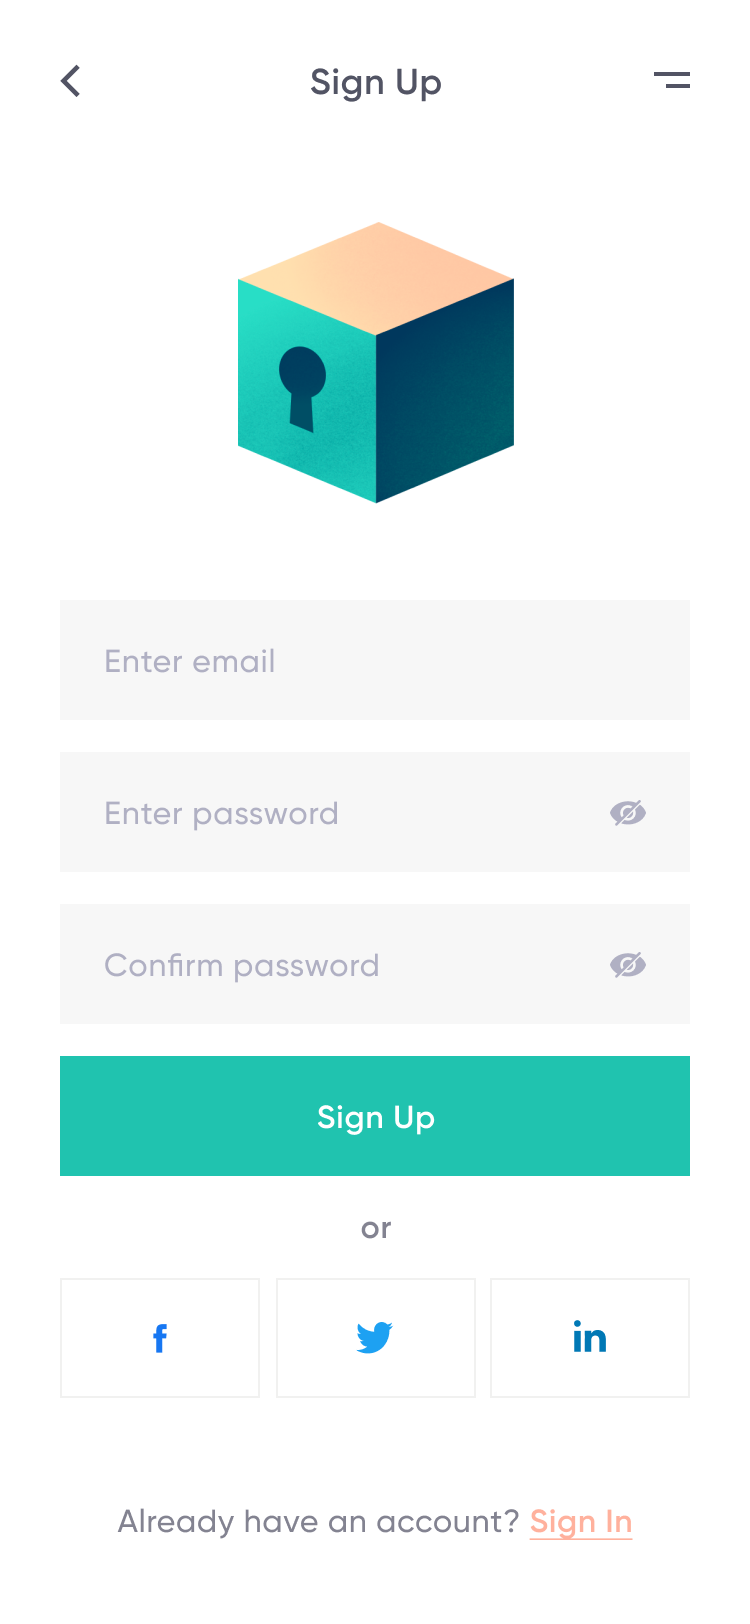 Sign Up
Enter email
Enter password
Confirm password
Sign Up
or
f
in
Already have an account? Sign In